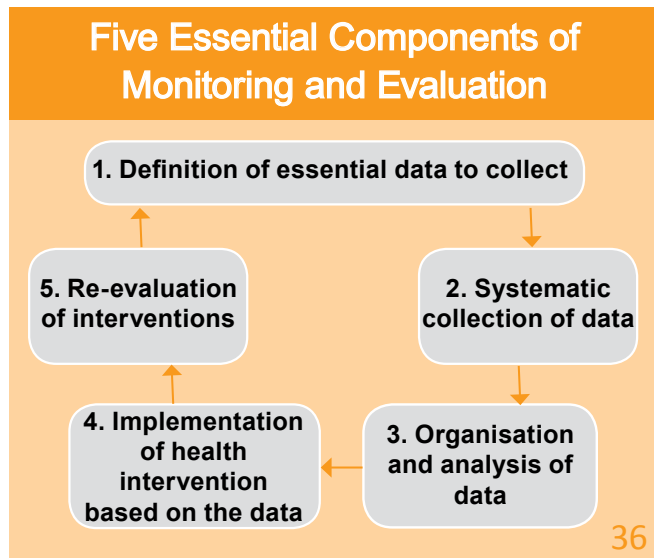 Five Essential Components of
Monitoring and Evaluation
1. Definition of essential data to collect
2. Systematic
collection of data
3. Organisation
and analysis of
data
4. Implementation
of health
intervention
based on the data
5. Re-evaluation
of interventions
36